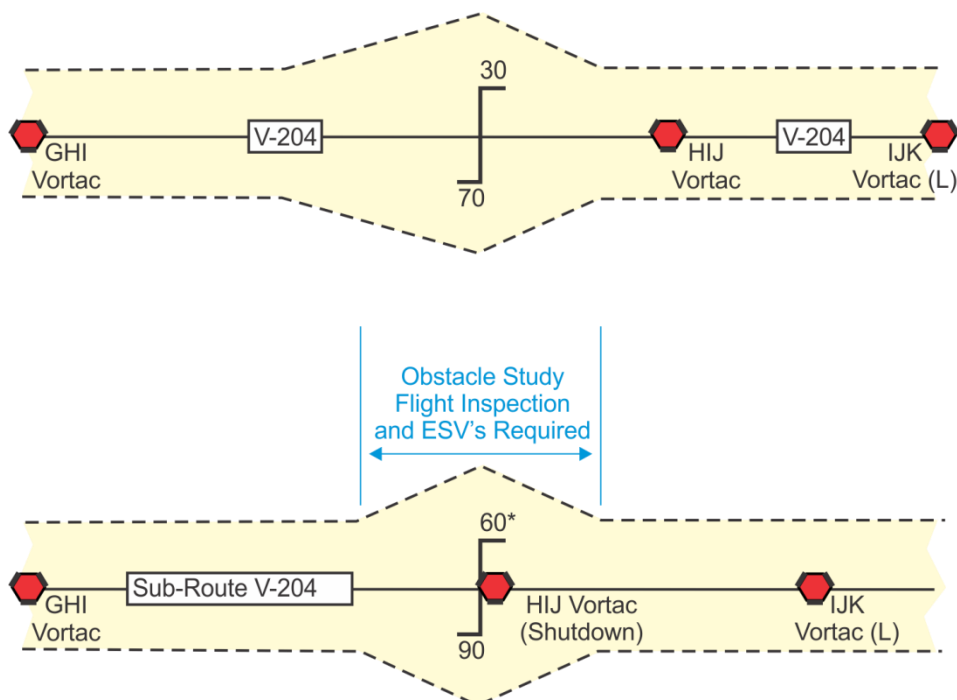 30
V-204
V-204
GHI
Vortac
HIJ
Vortac
IJK
Vortac (L)
70
Obstacle Study
Flight Inspection
and ESV's Required
60*
Sub-Route V-204
GHI
Vortac
HIJ Vortac
(Shutdown)
IJK
Vortac (L)
90